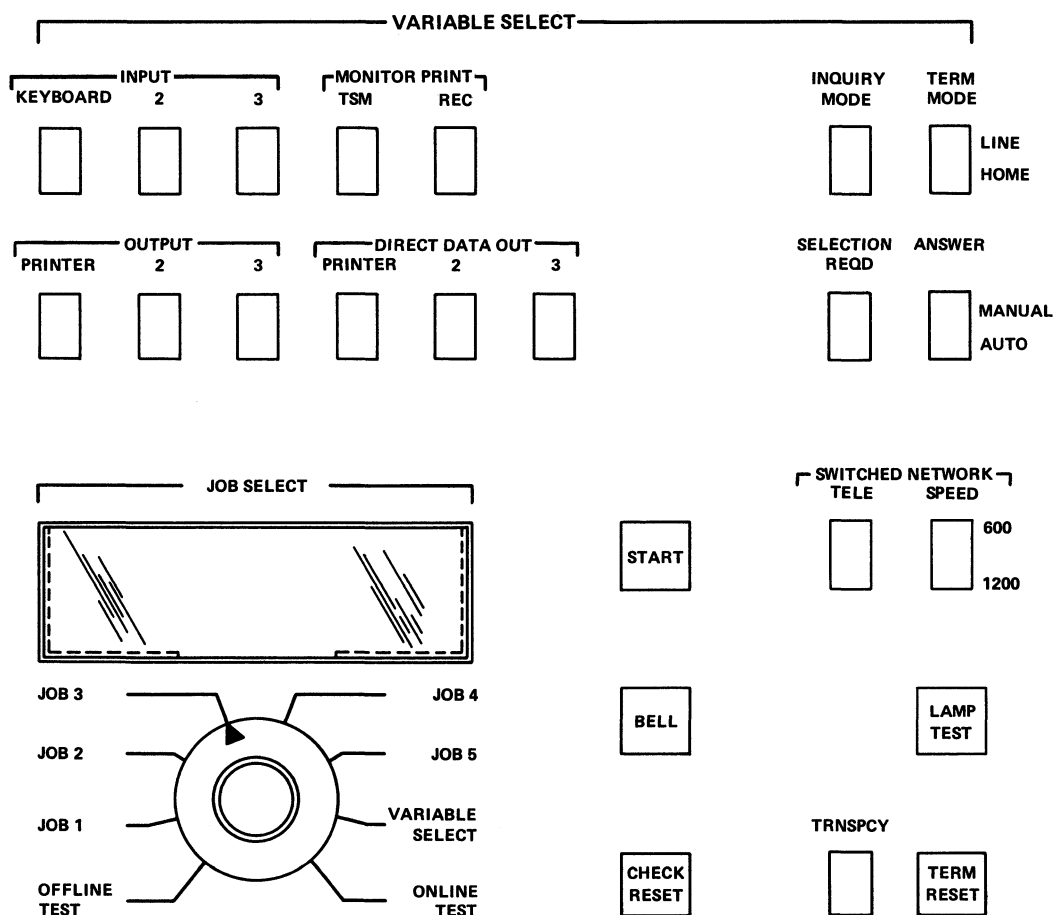 VARIABLE SELECT
INPUT
MONITOR PRINT
KEYBOARD 2 3
TSM REC
INQUIRY MODE
TERM MODE
LINE
HOME
OUTPUT
DIRECT DATA OUT
PRINTER 2 3
PRINTER 2 3
SELECTION REQD
ANSWER
MANUAL
AUTO
JOB SELECT
SWITCHED NETWORK
TELE SPEED
600
1200
START
JOB 3
JOB 4
BELL
LAMP
TEST
JOB 2
JOB 5
JOB 1
VARIABLE
SELECT
TRNSPCY
OFFLINE
TEST
ONLINE
TEST
CHECK
RESET
TERM
RESET